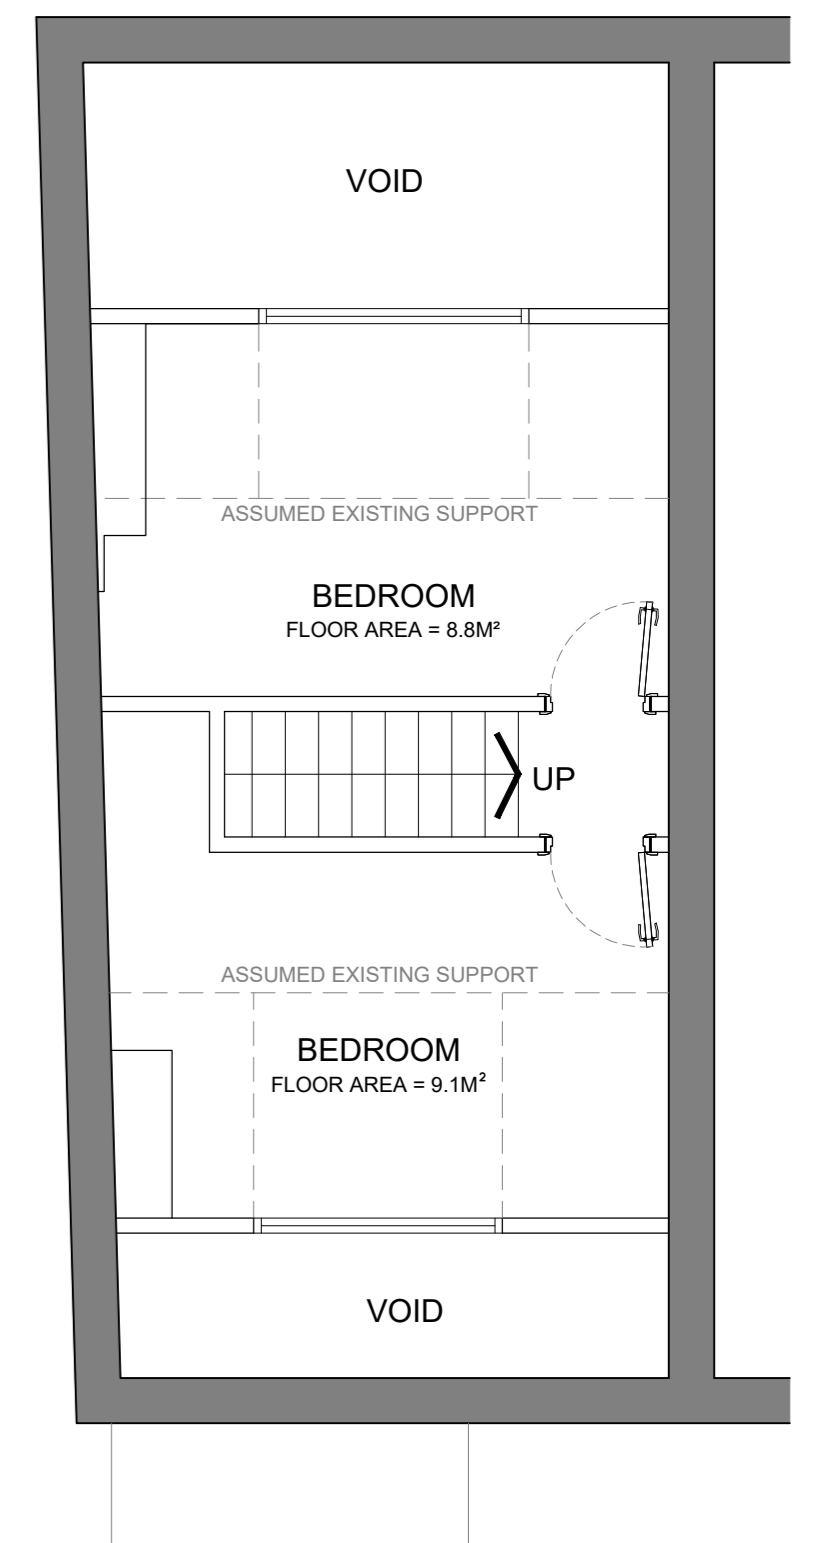 VOID
ASSUMED EXISTING SUPPORT
BEDROOM
FLOOR AREA = 8.8M²
UP
ASSUMED EXISTING SUPPORT
BEDROOM
FLOOR AREA = 9.1M²
VOID